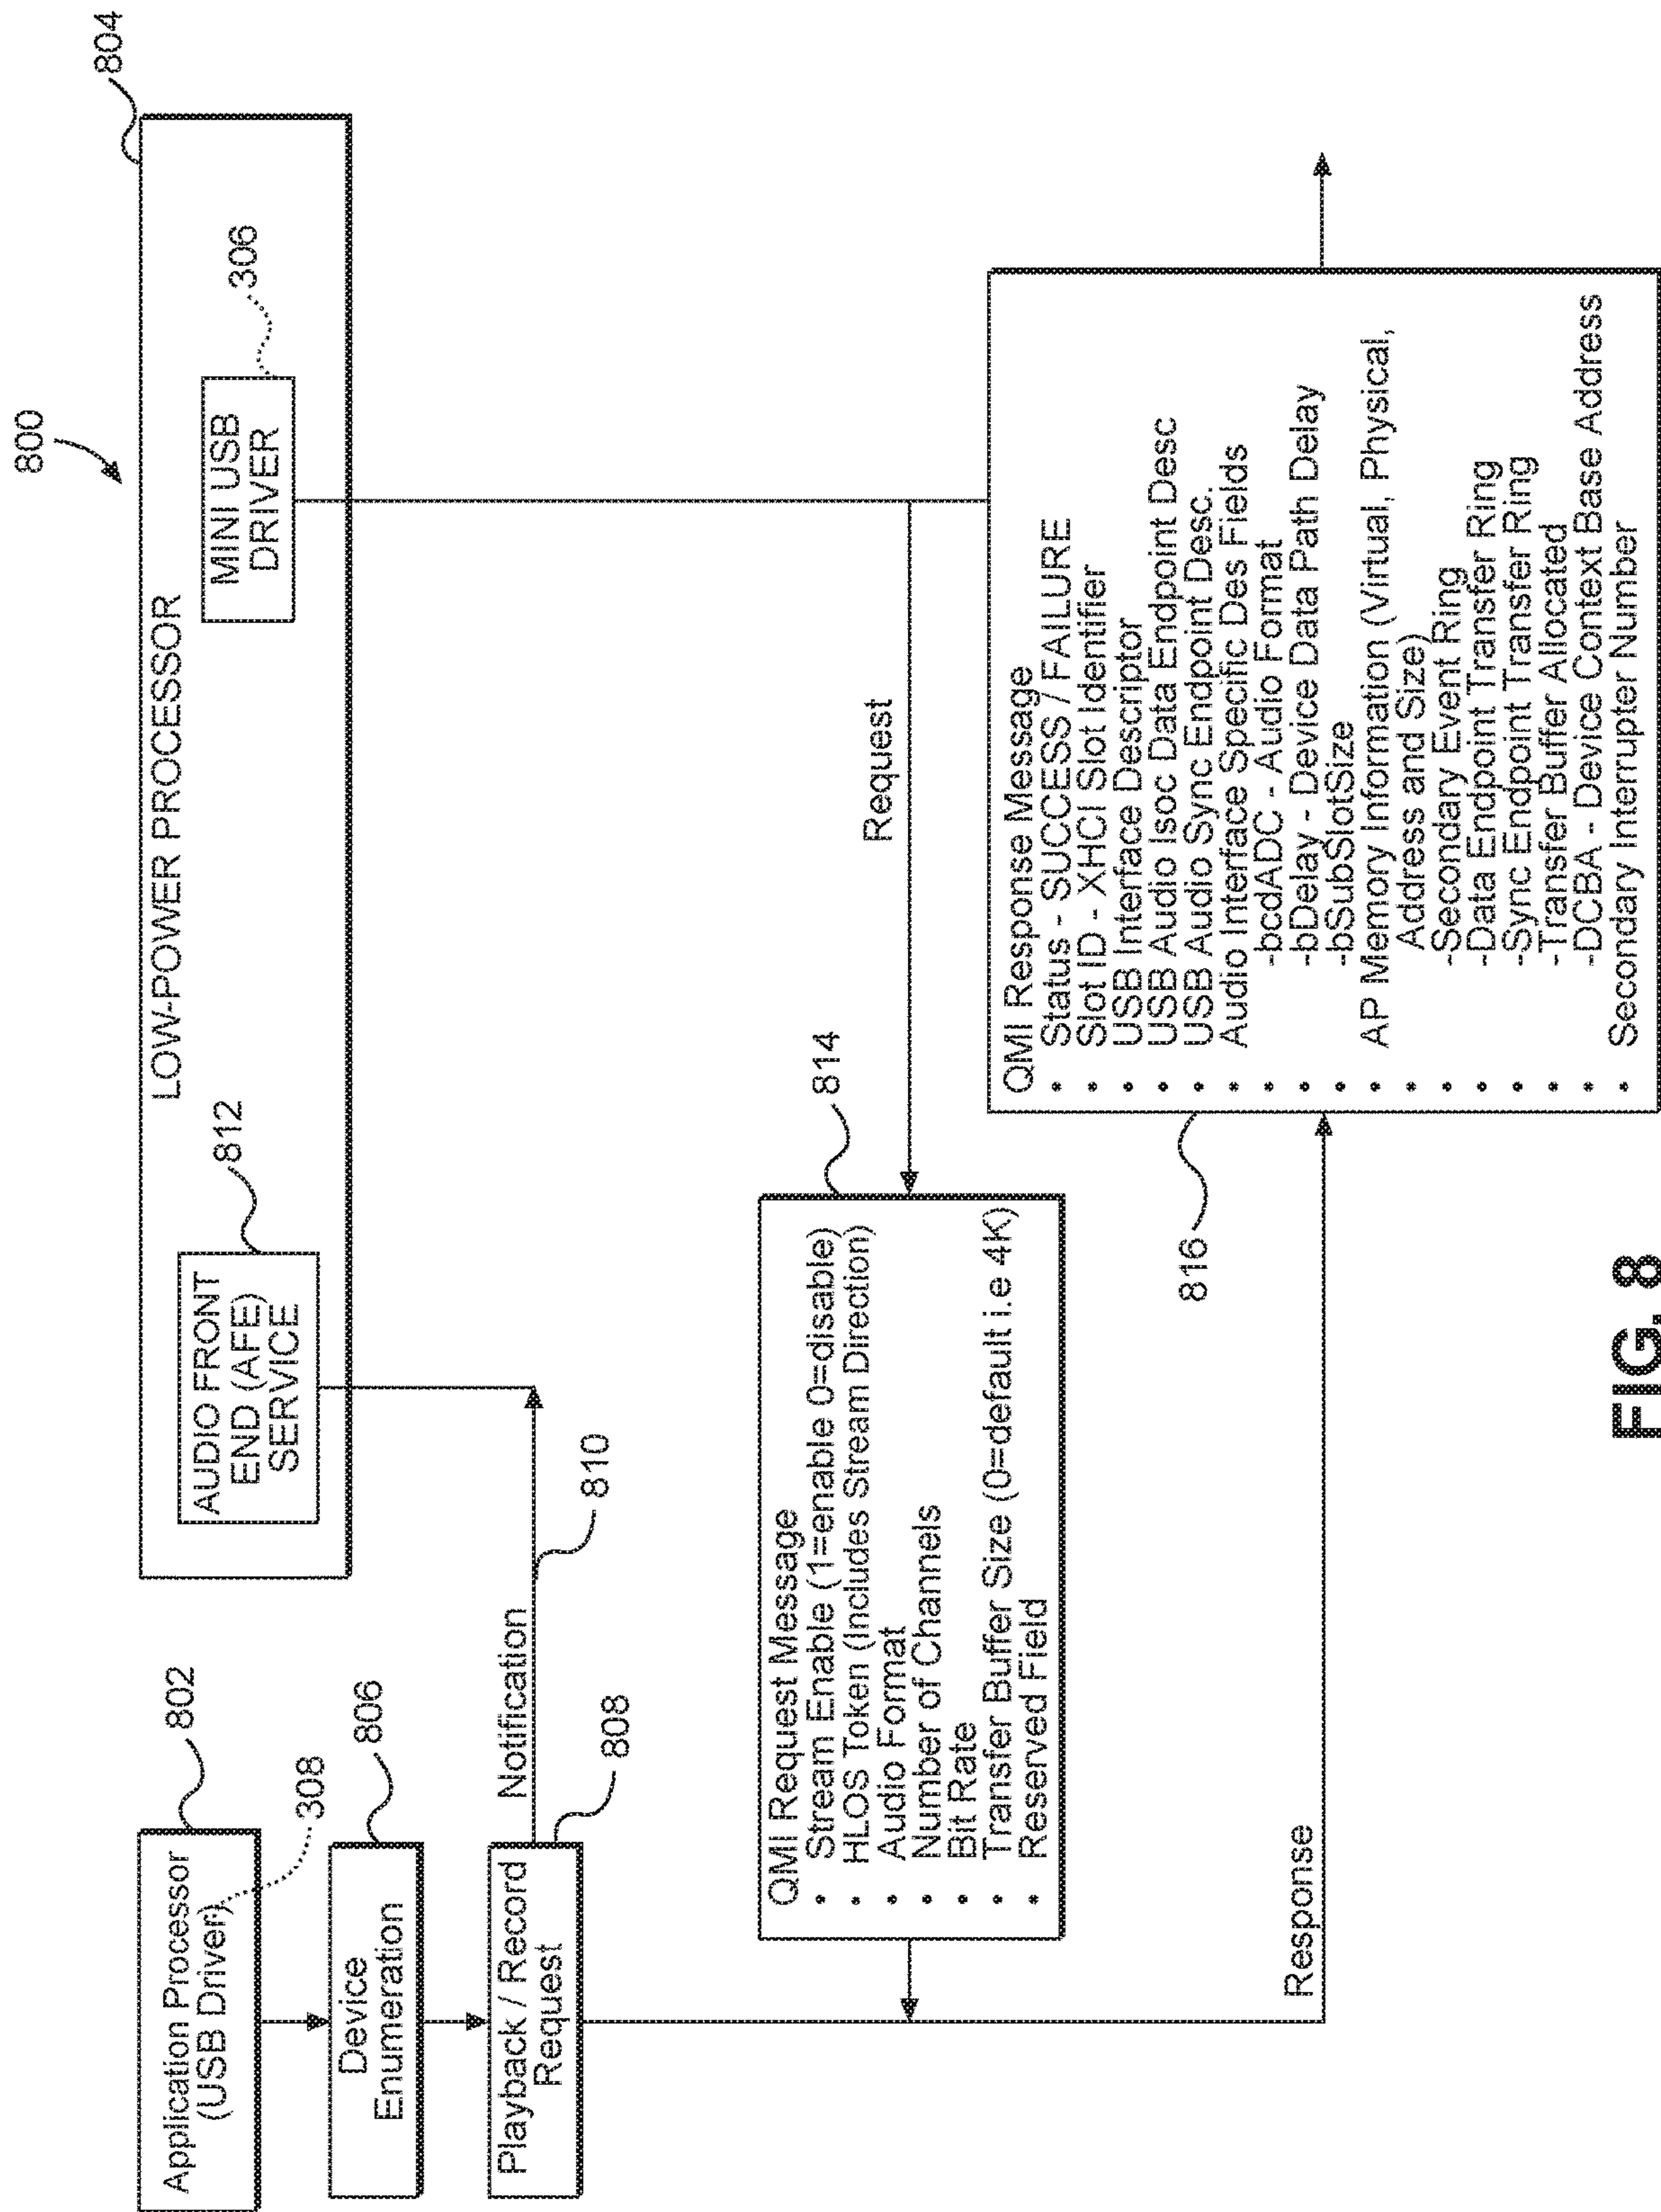 800
804
LOW-POWER PROCESSOR
812
306
AUDIO FRONT
END (AFE)
SERVICE
MINI USB
DRIVER
802
Application Processor
(USB Driver)
308
806
Device
Enumeration
Notification
810
Playback / Record
Request
808
814
Request
QMI Request Message
• Stream Enable (1=enable 0=disable)
• HLOS Token (Includes Stream Direction)
• Audio Format
• Number of Channels
• Bit Rate
• Transfer Buffer Size (0=default i.e 4K)
• Reserved Field
816
QMI Response Message
• Status - SUCCESS / FAILURE
• Slot ID - XHCI Slot Identifier
• USB Interface Descriptor
• USB Audio Isoc Data Endpoint Desc
• USB Audio Sync Endpoint Desc.
• Audio Interface Specific Des Fields
• -bcdADC - Audio Format
• -bDelay - Device Data Path Delay
• -bSubSlotSize
• AP Memory Information (Virtual, Physical,
• Address and Size)
• -Secondary Event Ring
• -Data Endpoint Transfer Ring
• -Sync Endpoint Transfer Ring
• -Transfer Buffer Allocated
• -DCBA - Device Context Base Address
• Secondary Interrupter Number
Response
FIG. 8